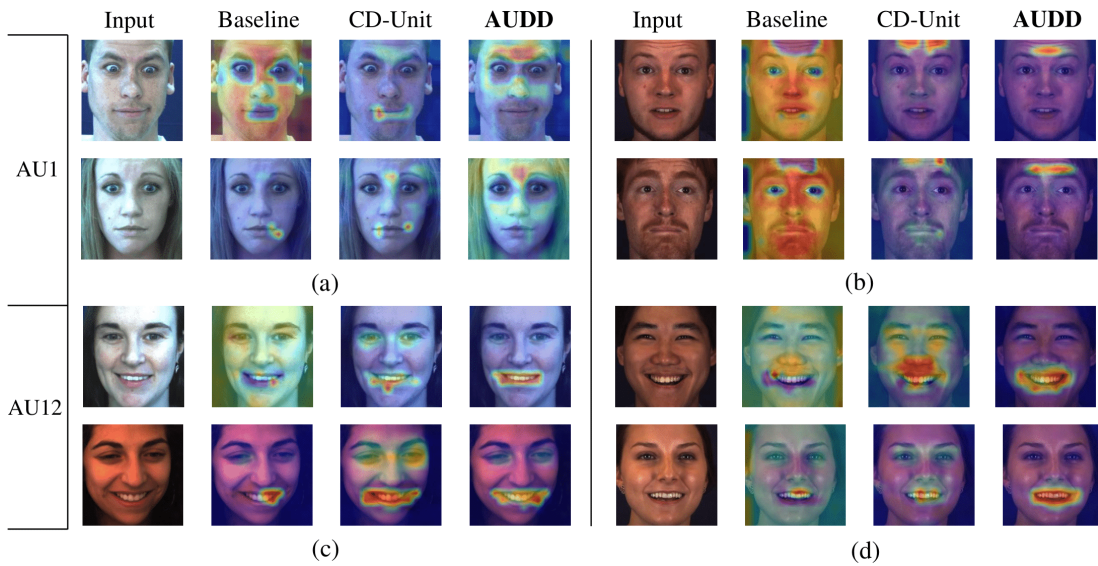 Input Baseline CD-Unit AUDD Input Baseline CD-Unit AUDD
AU1
(a) (b)
AU12
(c) (d)